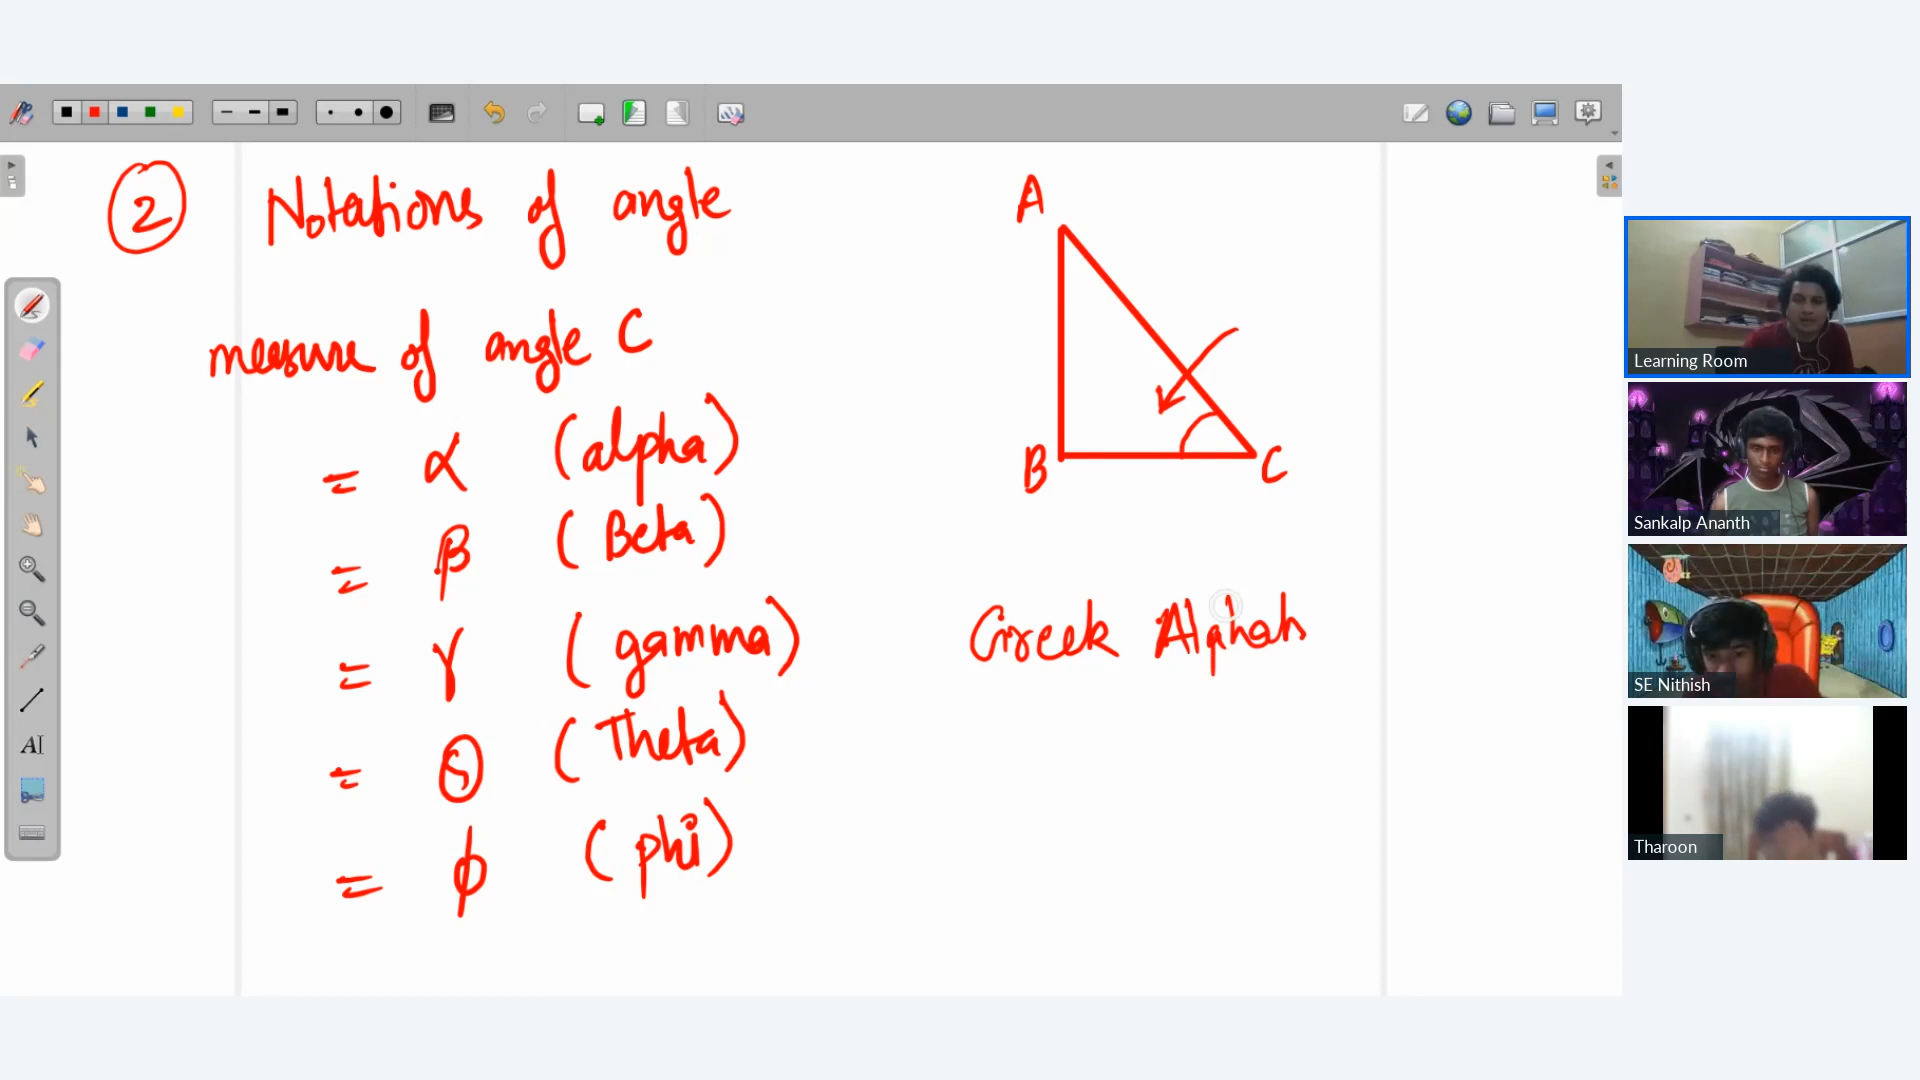 2 Notations of angle
measure of angle C
= α (alpha)
= β (Beta)
= γ (gamma)
= θ (Theta)
= ϕ (phi)
A
B
C
Greek Alphab
AI
Learning Room
Sankalp Ananth
SE Nithish
Tharoon